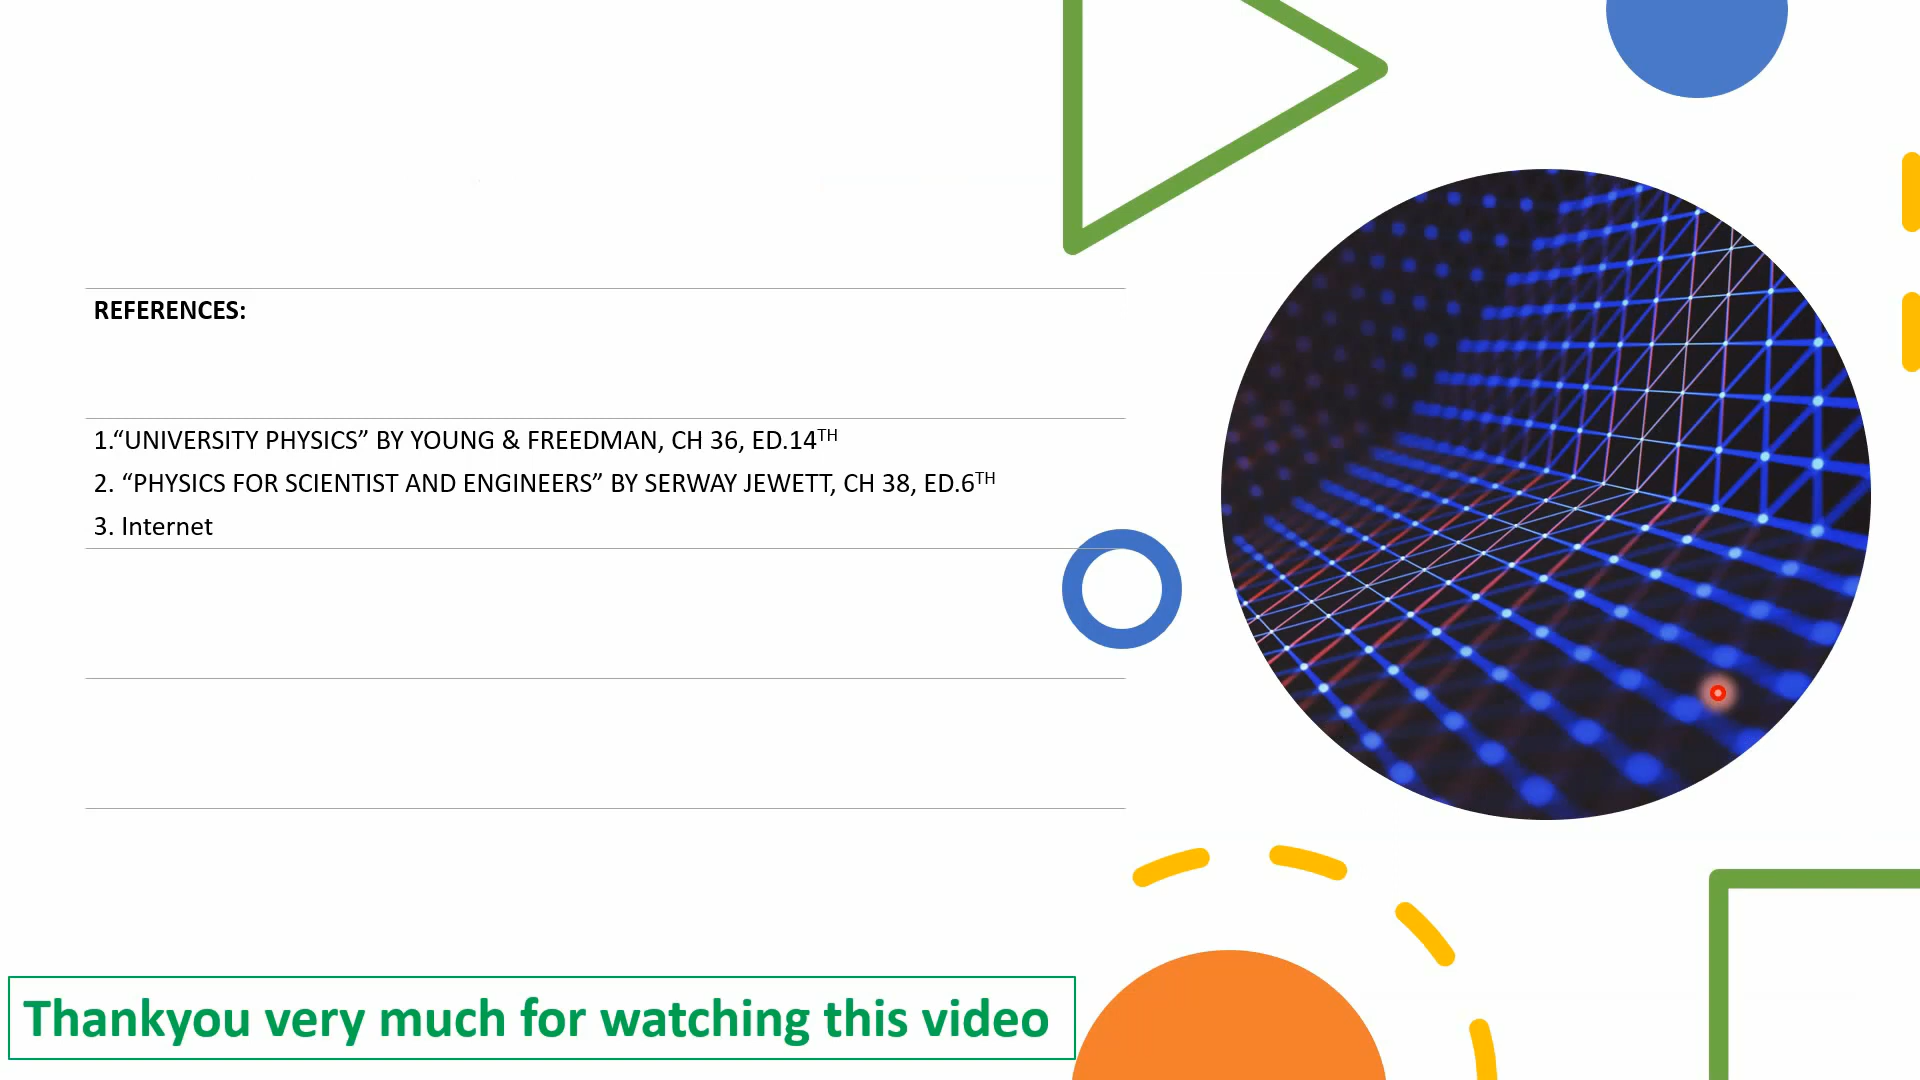 REFERENCES:
1.“UNIVERSITY PHYSICS” BY YOUNG & FREEDMAN, CH 36, ED.14TH
2. “PHYSICS FOR SCIENTIST AND ENGINEERS” BY SERWAY JEWETT, CH 38, ED.6TH
3. Internet
Thankyou very much for watching this video